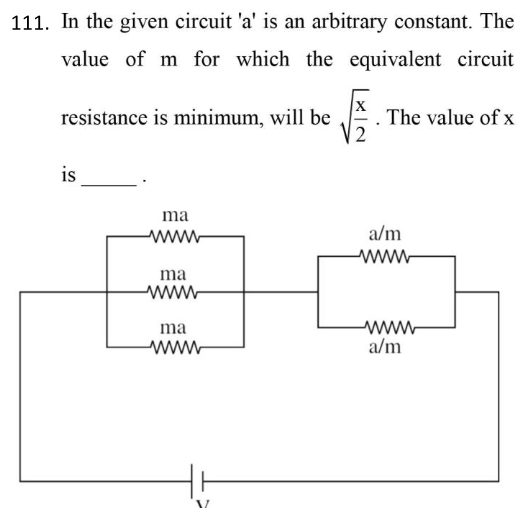 111. In the given circuit 'a' is an arbitrary constant. The
value of m for which the equivalent circuit
resistance is minimum, will be √(x/2) . The value of x
is _____ .
ma
a/m
ma
ma
a/m
V